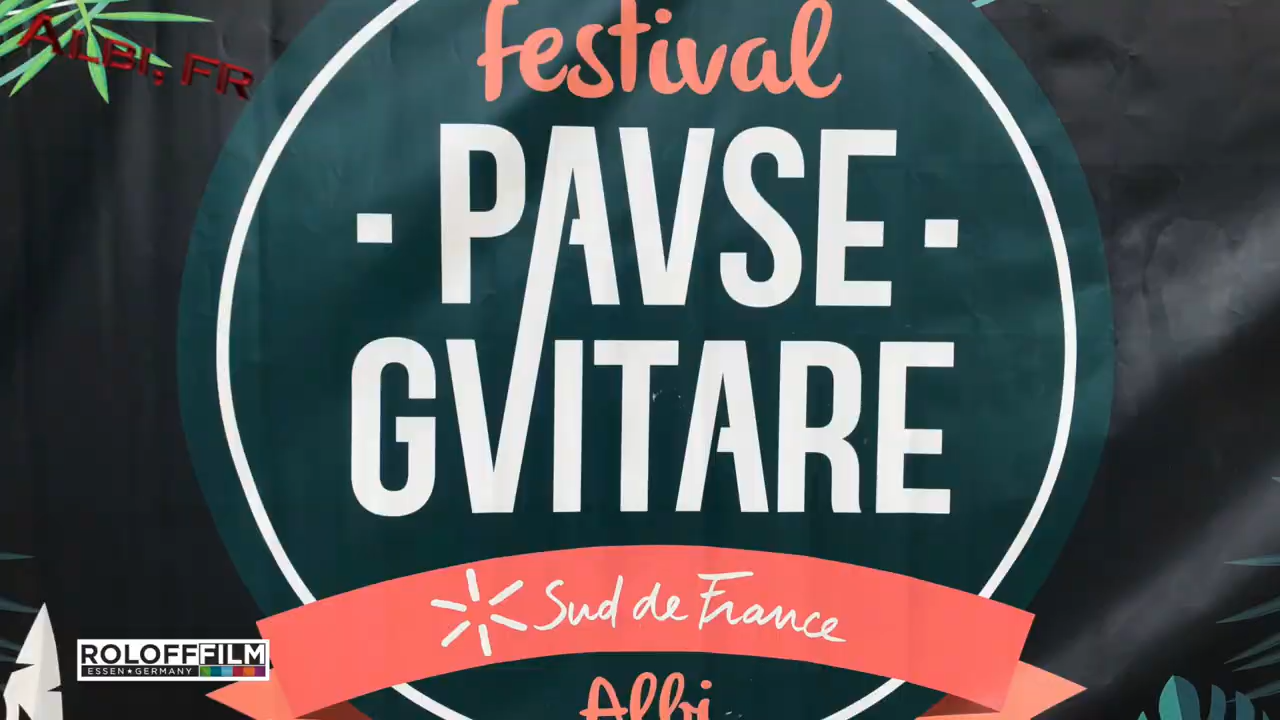 ALBI; FR
festival
· PAVSE ·
GVITARE
Sud de France
Albi
ROLOFFFILM
ESSEN★GERMANY